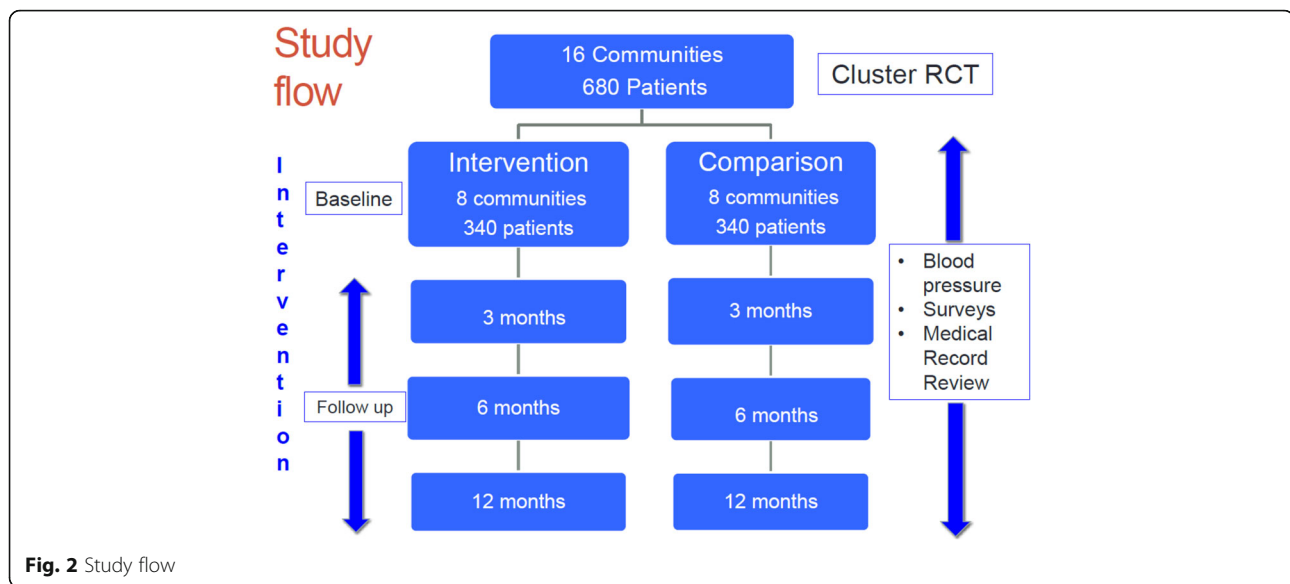 Study
flow
16 Communities
680 Patients
Cluster RCT
Intervention
Baseline
Intervention
8 communities
340 patients
Comparison
8 communities
340 patients
3 months
3 months
• Blood
pressure
• Surveys
• Medical
Record
Review
Follow up
6 months
6 months
12 months
12 months
Fig. 2 Study flow